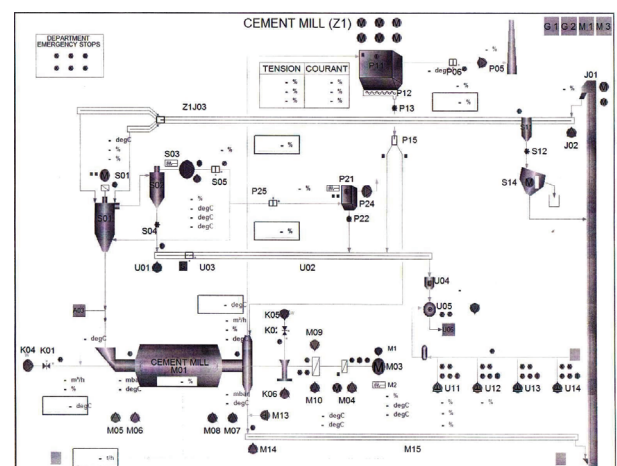 CEMENT MILL (Z1)
G 1 G 2 M 1 M 3
DEPARTMENT
EMERGENCY STOPS
TENSION COURANT
- % - %
- % - %
- % - %
P11
P12
P13
- degC
P06
- %
P05
- %
J01
Z1J03
- % J02
S12
S14
P15
- degC
- %
- %
S01
S03
S05
- %
P25
- %
P21
P24
P22
- %
- degC
- degC
- degC
S04
U01
U03
U02
U04
U05
- degC
- m³/h
- %
- degC
K04 K01
- degC
CEMENT MILL
M01
- %
- mbar
- degC
K05
K06
M09
M10
M04
M1
M03
M2
- degC
- degC
- %
- degC
- degC
- m³/h
- %
- degC
M05 M06
M08 M07
M13
M14
M15
U11 U12 U13 U14
- %
- %
- %
- %
- t/h